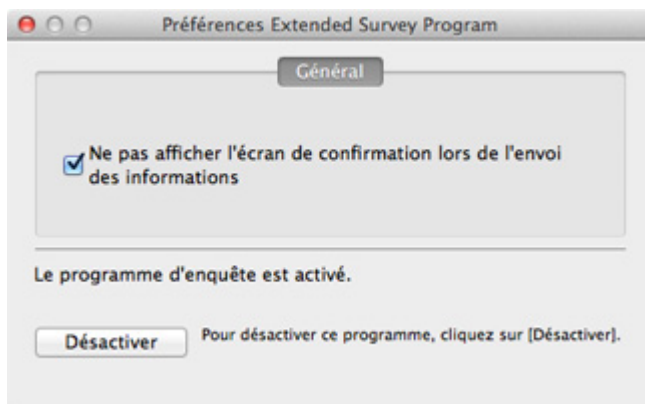 Préférences Extended Survey Program
Général
Ne pas afficher l'écran de confirmation lors de l'envoi
des informations
Le programme d'enquête est activé.
Désactiver
Pour désactiver ce programme, cliquez sur [Désactiver].